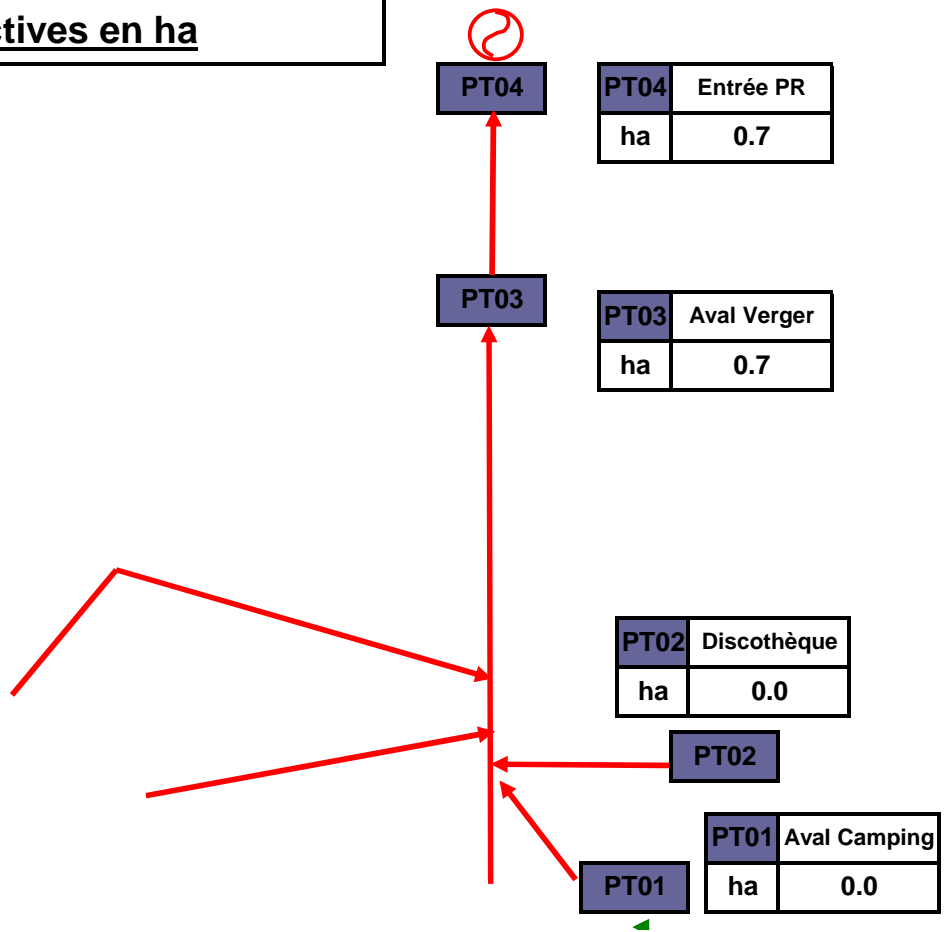 ctives en ha
PT04
PT04 Entrée PR
ha 0.7
PT03
PT03 Aval Verger
ha 0.7
PT02 Discothèque
ha 0.0
PT02
PT01 Aval Camping
PT01
ha 0.0